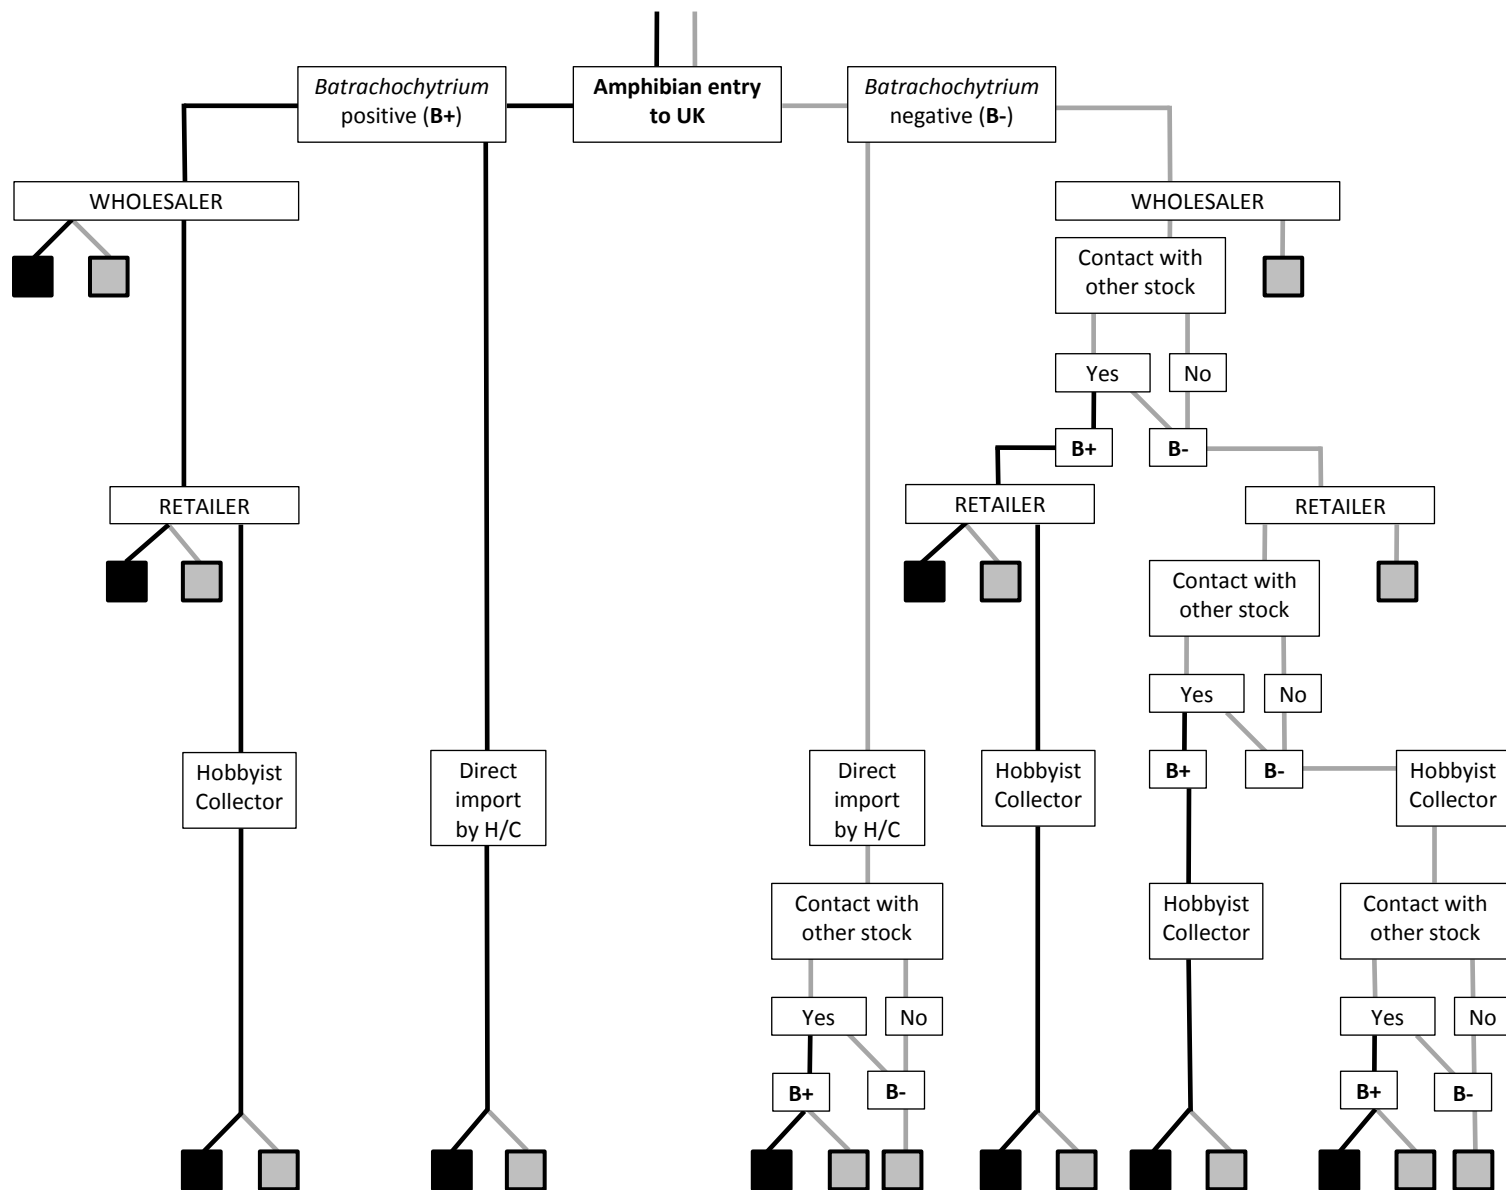 Batrachochytrium
positive (B+)
Amphibian entry
to UK
Batrachochytrium
negative (B-)
WHOLESALER
WHOLESALER
Contact with
other stock
Yes
No
B+
B-
RETAILER
RETAILER
RETAILER
Contact with
other stock
Yes
No
Hobbyist
Collector
Direct
import
by H/C
Direct
import
by H/C
Hobbyist
Collector
B+
B-
Hobbyist
Collector
Contact with
other stock
Hobbyist
Collector
Contact with
other stock
Yes
No
Yes
No
B+
B-
B+
B-